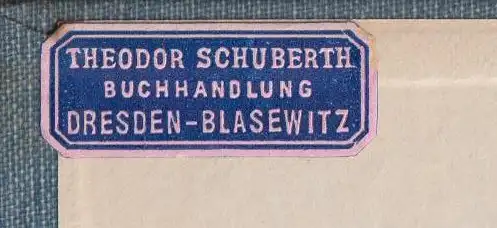 THEODOR SCHUBERTH
BUCHHANDLUNG
DRESDEN-BLASEWITZ